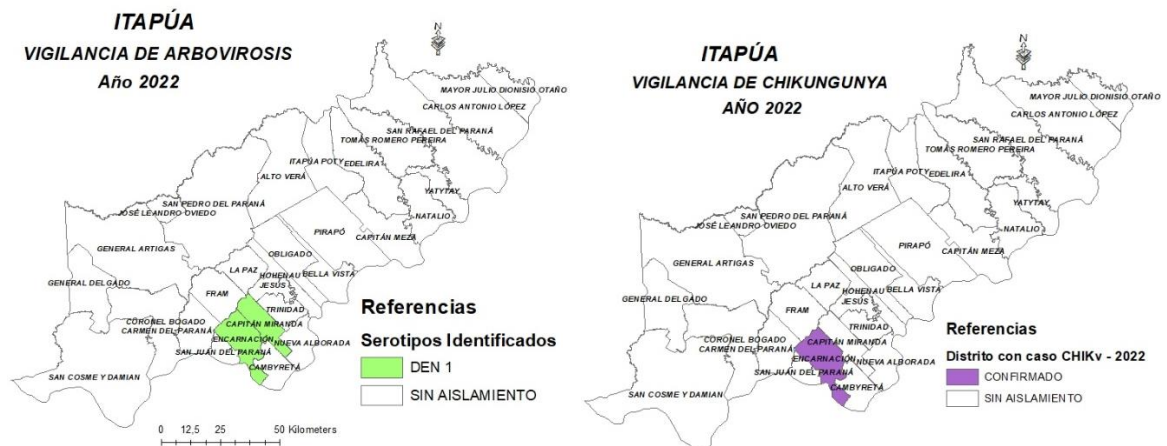 ITAPÚA
VIGILANCIA DE ARBOVIROSIS
Año 2022
N
MAYOR JULIO DIONISIO OTAÑO
CARLOS ANTONIO LÓPEZ
SAN RAFAEL DEL PARANÁ
TOMÁS ROMERO PEREIRA
ITAPÚA POTY
EDELIRA
ALTO VERÁ
YATYTAY
SAN PEDRO DEL PARANÁ
JOSÉ LEANDRO OVIEDO
NATALIO
PIRAPÓ
CAPITÁN MEZA
GENERAL ARTIGAS
OBLIGADO
LA PAZ
HOHENAU
BELLA VISTA
JESÚS
GENERAL DELGADO
FRAM
TRINIDAD
CORONEL BOGADO
CAPITÁN MIRANDA
CARMEN DEL PARANÁ
ENCARNACIÓN
NUEVA ALBORADA
SAN JUAN DEL PARANÁ
CAMBYRETÁ
SAN COSME Y DAMIAN
Referencias
Serotipos Identificados
DEN 1
SIN AISLAMIENTO
0 12,5 25 50 Kilometers
ITAPÚA
VIGILANCIA DE CHIKUNGUNYA
AÑO 2022
N
MAYOR JULIO DIONISIO OTAÑO
CARLOS ANTONIO LÓPEZ
SAN RAFAEL DEL PARANÁ
TOMÁS ROMERO PEREIRA
ITAPÚA POTY
EDELIRA
ALTO VERÁ
YATYTAY
SAN PEDRO DEL PARANÁ
JOSÉ LEANDRO OVIEDO
NATALIO
PIRAPÓ
CAPITÁN MEZA
GENERAL ARTIGAS
OBLIGADO
LA PAZ
HOHENAU
BELLA VISTA
JESÚS
GENERAL DELGADO
FRAM
TRINIDAD
CORONEL BOGADO
CAPITÁN MIRANDA
CARMEN DEL PARANÁ
ENCARNACIÓN
NUEVA ALBORADA
SAN JUAN DEL PARANÁ
CAMBYRETÁ
SAN COSME Y DAMIAN
Referencias
Distrito con caso CHIKv - 2022
CONFIRMADO
SIN AISLAMIENTO